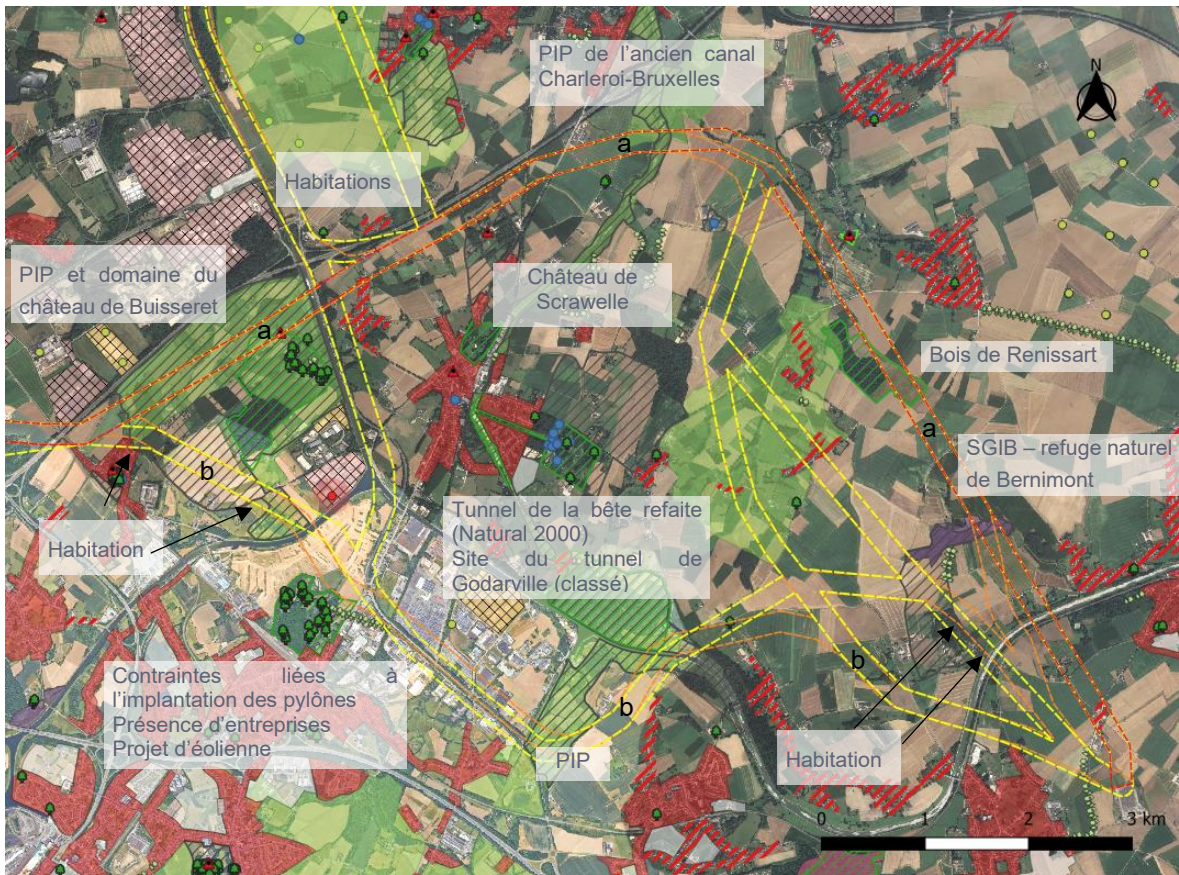 PIP de l’ancien canal
Charleroi-Bruxelles
N
a
Habitations
Château de
Scrawelle
PIP et domaine du
château de Buisseret
a
Bois de Renissart
a
SGIB – refuge naturel
de Bernimont
b
Tunnel de la bête refaite
(Natural 2000)
Site du tunnel de
Godarville (classé)
Habitation
b
Contraintes liées à
l’implantation des pylônes
Présence d’entreprises
Projet d’éolienne
b
PIP
Habitation
0 1 2 3 km